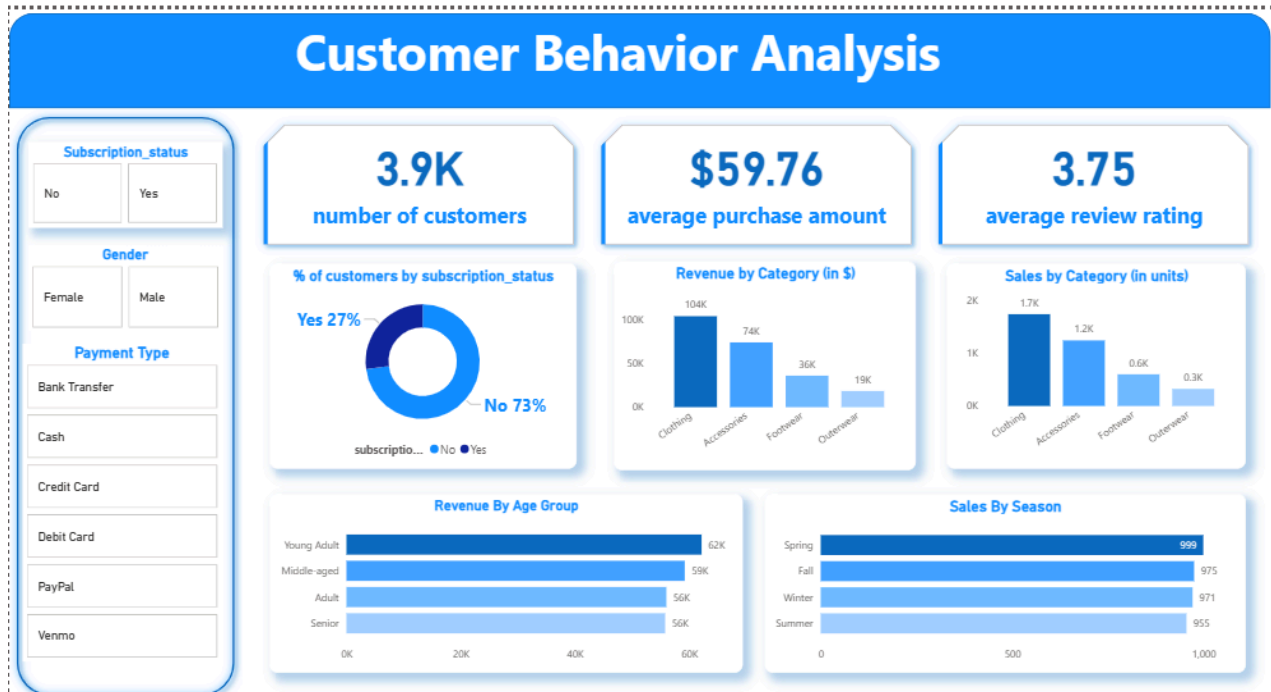 Customer Behavior Analysis
Subscription_status
No
Yes
Gender
Female
Male
Payment Type
Bank Transfer
Cash
Credit Card
Debit Card
PayPal
Venmo
3.9K
number of customers
$59.76
average purchase amount
3.75
average review rating
% of customers by subscription_status
Yes 27%
No 73%
subscriptio... No Yes
Revenue by Category (in $)
100K
50K
0K
104K
74K
36K
19K
Clothing
Accessories
Footwear
Outerwear
Sales by Category (in units)
2K
1K
0K
1.7K
1.2K
0.6K
0.3K
Clothing
Accessories
Footwear
Outerwear
Revenue By Age Group
Young Adult 62K
Middle-aged 59K
Adult 56K
Senior 56K
0K 20K 40K 60K
Sales By Season
Spring 999
Fall 975
Winter 971
Summer 955
0 500 1,000